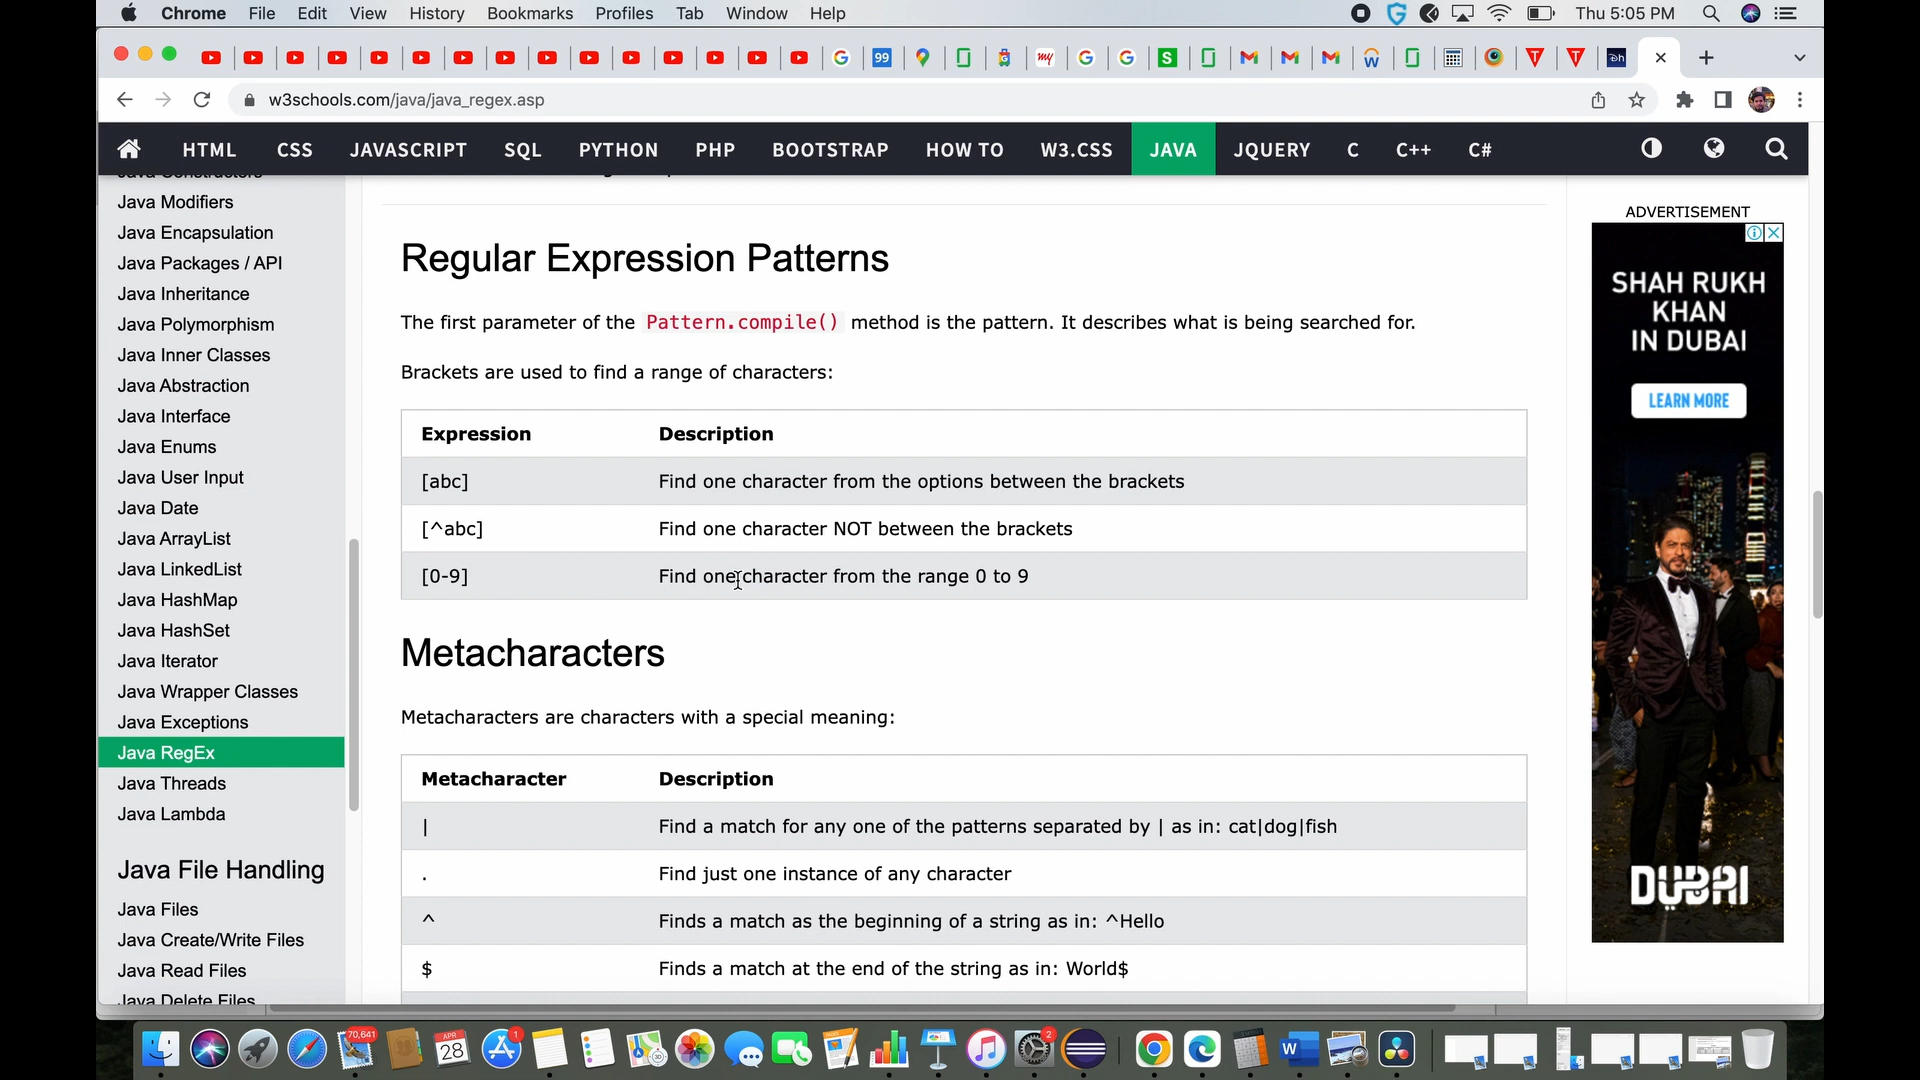 Chrome File Edit View History Bookmarks Profiles Tab Window Help Thu 5:05 PM
w3schools.com/java/java_regex.asp
HTML CSS JAVASCRIPT SQL PYTHON PHP BOOTSTRAP HOW TO W3.CSS JAVA JQUERY C C++ C#
Java Modifiers
Java Encapsulation
Java Packages / API
Java Inheritance
Java Polymorphism
Java Inner Classes
Java Abstraction
Java Interface
Java Enums
Java User Input
Java Date
Java ArrayList
Java LinkedList
Java HashMap
Java HashSet
Java Iterator
Java Wrapper Classes
Java Exceptions
Java RegEx
Java Threads
Java Lambda
Java File Handling
Java Files
Java Create/Write Files
Java Read Files
Java Delete Files
Regular Expression Patterns
The first parameter of the Pattern.compile() method is the pattern. It describes what is being searched for.
Brackets are used to find a range of characters:
Expression Description
[abc] Find one character from the options between the brackets
[^abc] Find one character NOT between the brackets
[0-9] Find one character from the range 0 to 9
Metacharacters
Metacharacters are characters with a special meaning:
Metacharacter Description
| Find a match for any one of the patterns separated by | as in: cat|dog|fish
. Find just one instance of any character
^ Finds a match as the beginning of a string as in: ^Hello
$ Finds a match at the end of the string as in: World$
ADVERTISEMENT
SHAH RUKH
KHAN
IN DUBAI
LEARN MORE
DUBAI
70,641
APR
28
1
2